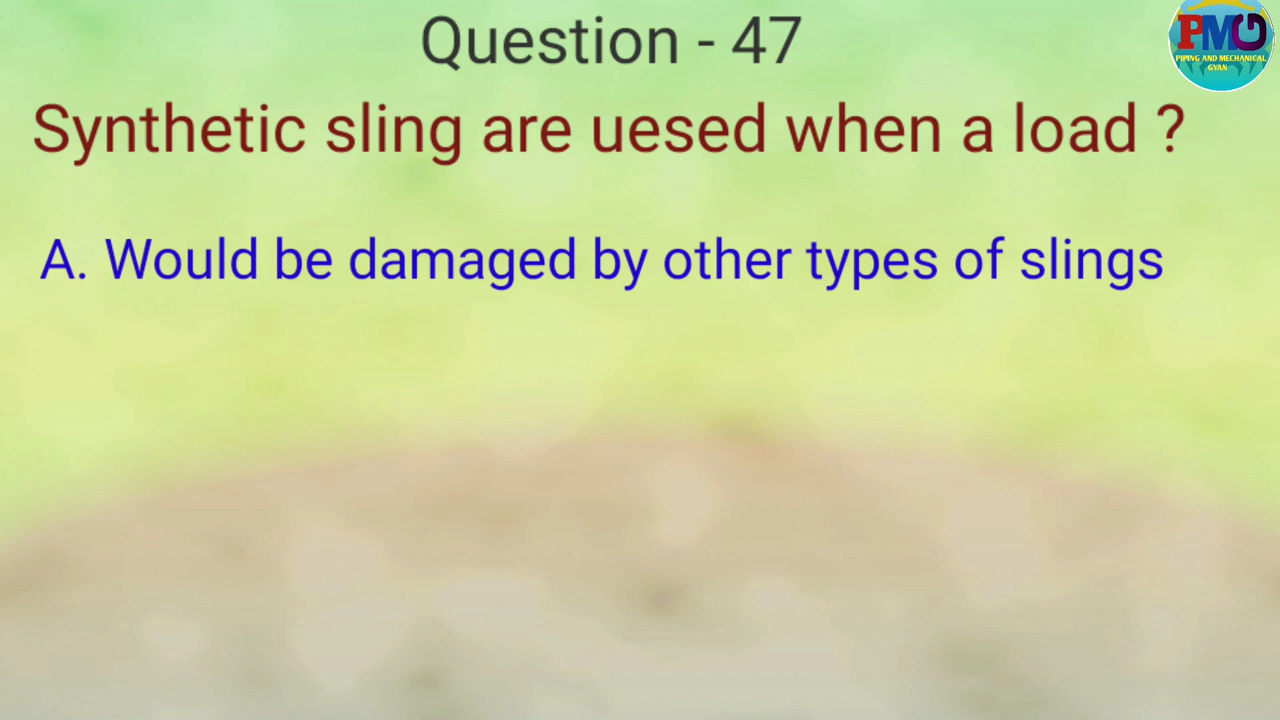 Question - 47
PMG
PIPING AND MECHANICAL
GYAN
Synthetic sling are uesed when a load ?
A. Would be damaged by other types of slings